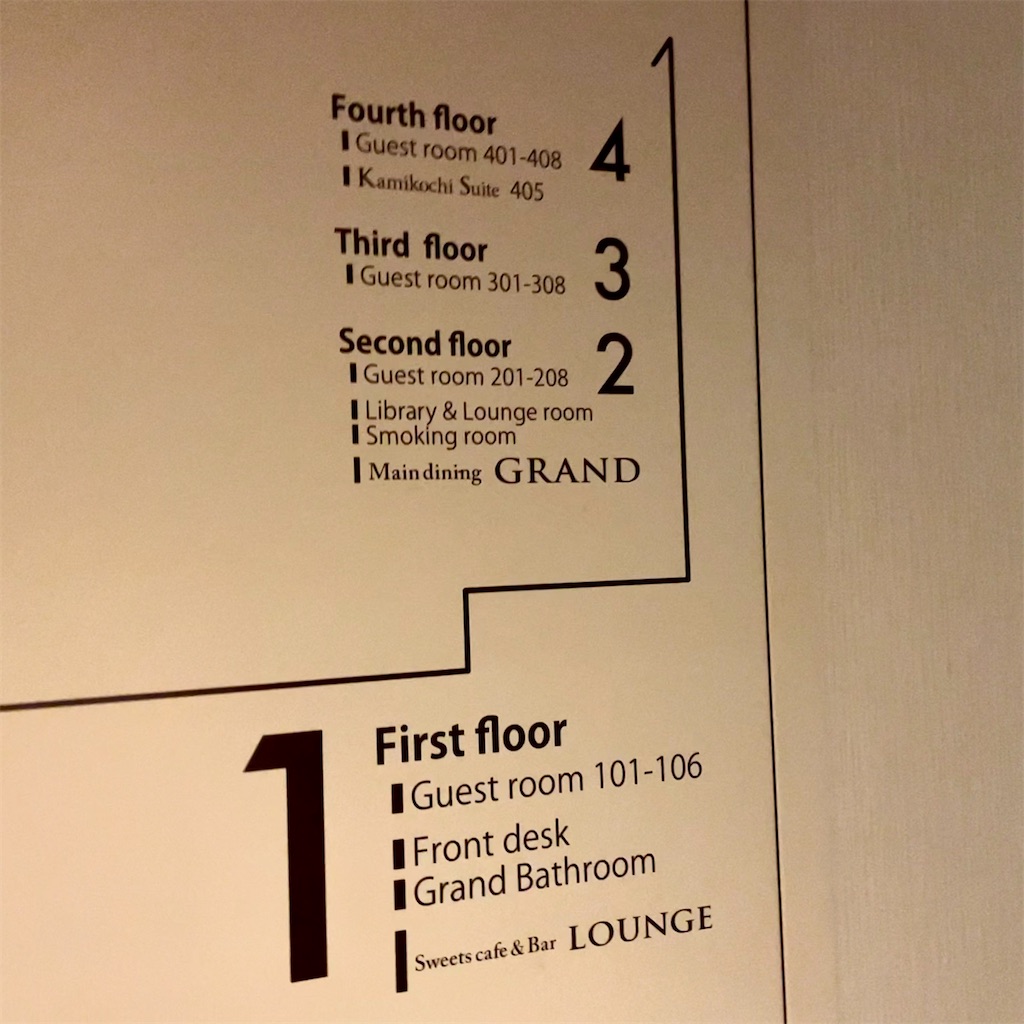 Fourth floor
Guest room 401-408
4
Kamikochi Suite 405
Third floor
Guest room 301-308
3
Second floor
Guest room 201-208
2
Library & Lounge room
Smoking room
Main dining GRAND
1
First floor
Guest room 101-106
Front desk
Grand Bathroom
Sweets cafe & Bar LOUNGE